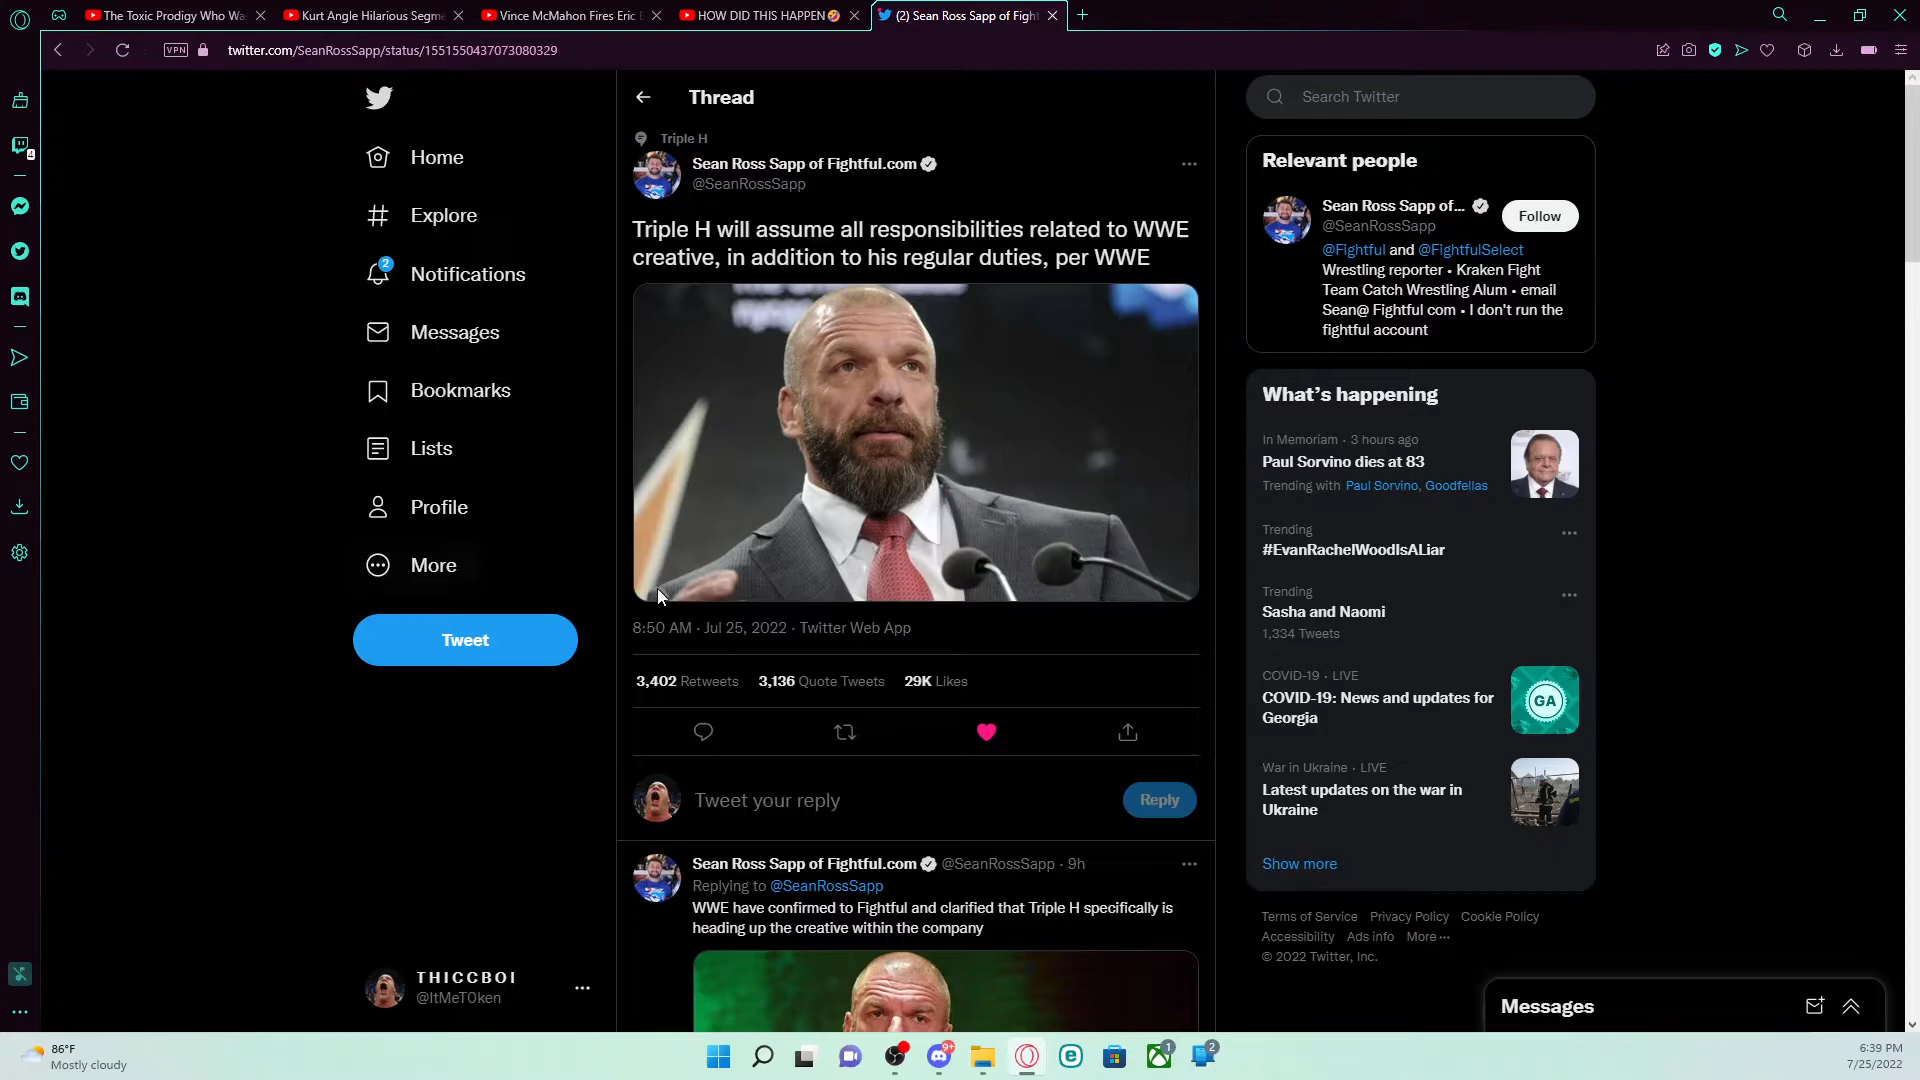 The Toxic Prodigy Who Wa
Kurt Angle Hilarious Segme
Vince McMahon Fires Eric
HOW DID THIS HAPPEN 🤣
(2) Sean Ross Sapp of Figh
VPN
twitter.com/SeanRossSapp/status/1551550437073080329
4
Home
Explore
2
Notifications
Messages
Bookmarks
Lists
Profile
More
Tweet
T H I C C B O I
@ItMeT0ken
Thread
Triple H
Sean Ross Sapp of Fightful.com
@SeanRossSapp
Triple H will assume all responsibilities related to WWE
creative, in addition to his regular duties, per WWE
8:50 AM · Jul 25, 2022 · Twitter Web App
3,402 Retweets 3,136 Quote Tweets 29K Likes
Tweet your reply
Reply
Sean Ross Sapp of Fightful.com @SeanRossSapp · 9h
Replying to @SeanRossSapp
WWE have confirmed to Fightful and clarified that Triple H specifically is
heading up the creative within the company
Search Twitter
Relevant people
Sean Ross Sapp of...
@SeanRossSapp
Follow
@Fightful and @FightfulSelect
Wrestling reporter • Kraken Fight
Team Catch Wrestling Alum • email
Sean@ Fightful com • I don't run the
fightful account
What's happening
In Memoriam · 3 hours ago
Paul Sorvino dies at 83
Trending with Paul Sorvino, Goodfellas
Trending
#EvanRachelWoodIsALiar
Trending
Sasha and Naomi
1,334 Tweets
COVID-19 · LIVE
COVID-19: News and updates for
Georgia
GA
War in Ukraine · LIVE
Latest updates on the war in
Ukraine
Show more
Terms of Service Privacy Policy Cookie Policy
Accessibility Ads info More ···
© 2022 Twitter, Inc.
Messages
86°F
Mostly cloudy
9+
1
2
6:39 PM
7/25/2022